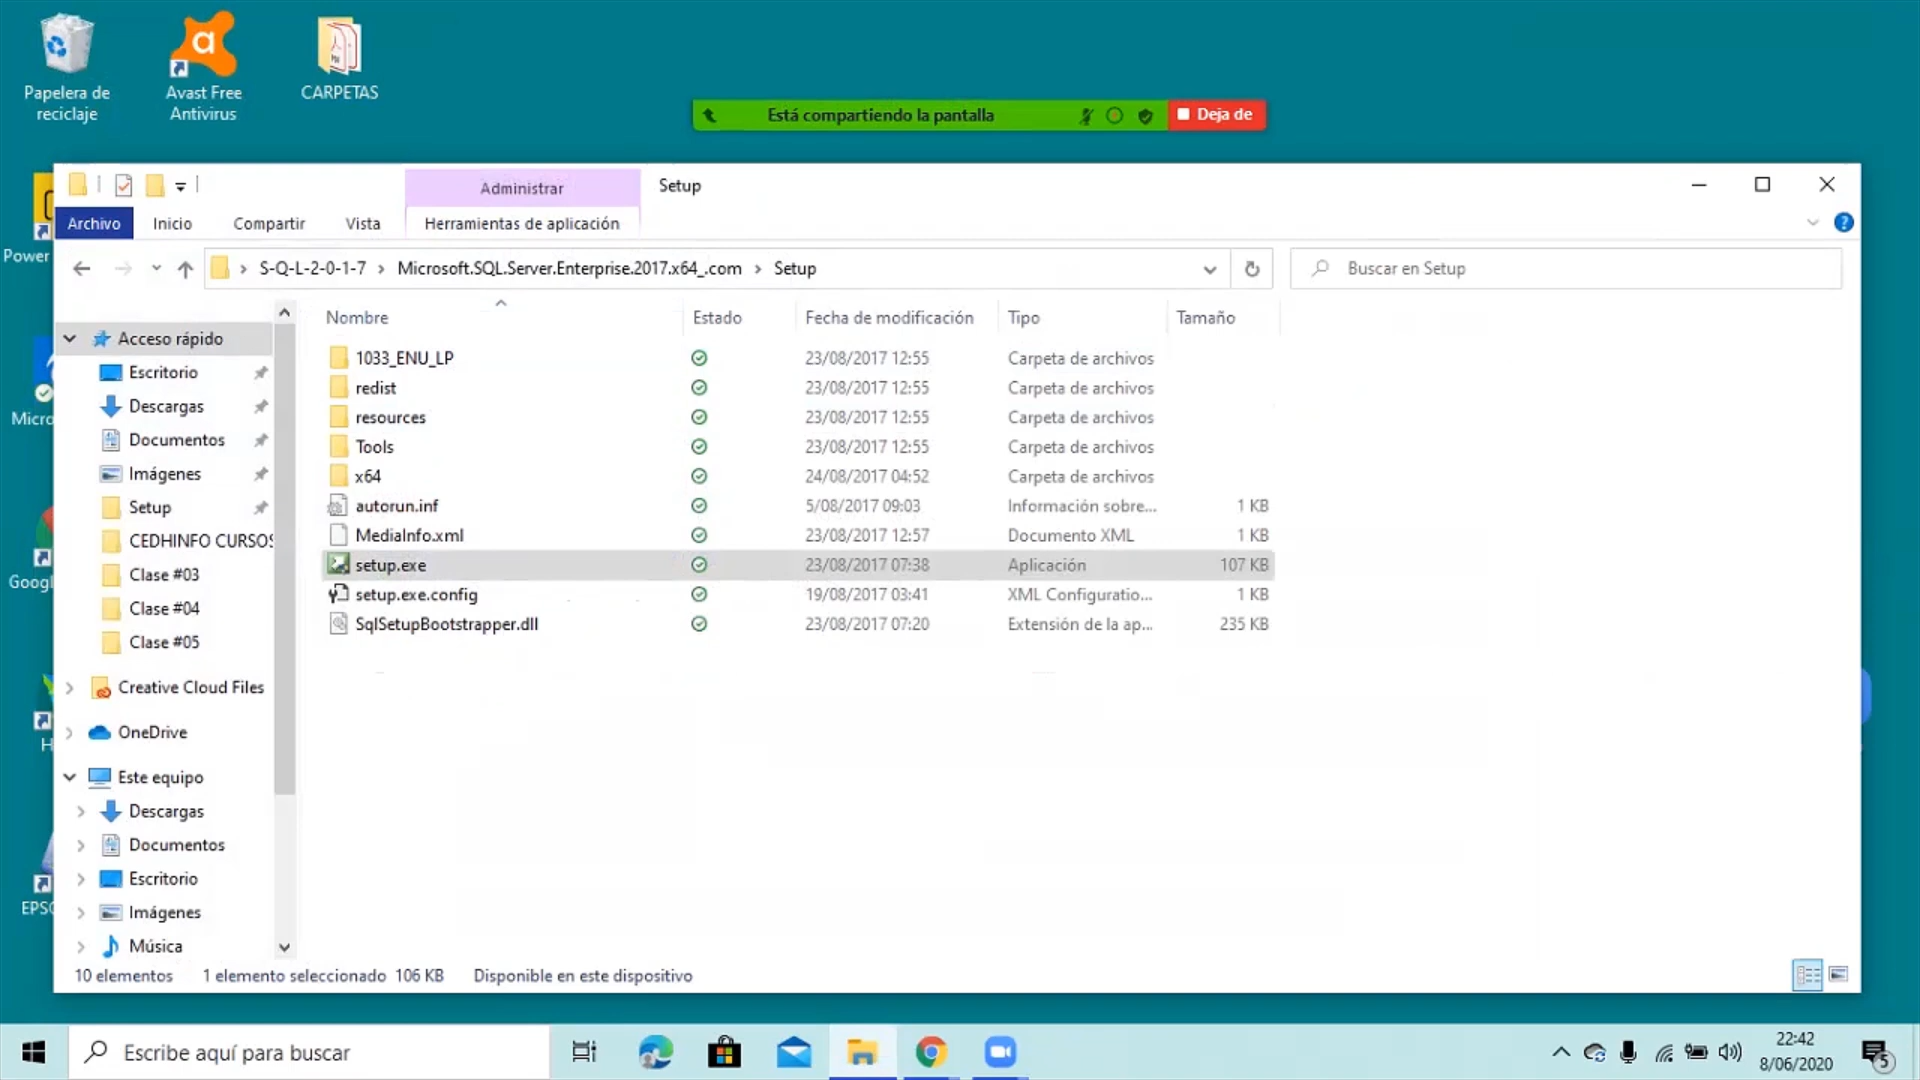 Papelera de
reciclaje
Avast Free
Antivirus
CARPETAS
Está compartiendo la pantalla
Deja de
Power
Micro
Googl
H
EPSO
Administrar
Setup
Archivo
Inicio
Compartir
Vista
Herramientas de aplicación
S-Q-L-2-0-1-7 > Microsoft.SQL.Server.Enterprise.2017.x64_.com > Setup
Buscar en Setup
Nombre Estado Fecha de modificación Tipo Tamaño
1033_ENU_LP 23/08/2017 12:55 Carpeta de archivos
redist 23/08/2017 12:55 Carpeta de archivos
resources 23/08/2017 12:55 Carpeta de archivos
Tools 23/08/2017 12:55 Carpeta de archivos
x64 24/08/2017 04:52 Carpeta de archivos
autorun.inf 5/08/2017 09:03 Información sobre... 1 KB
MediaInfo.xml 23/08/2017 12:57 Documento XML 1 KB
setup.exe 23/08/2017 07:38 Aplicación 107 KB
setup.exe.config 19/08/2017 03:41 XML Configuratio... 1 KB
SqlSetupBootstrapper.dll 23/08/2017 07:20 Extensión de la ap... 235 KB
Acceso rápido
Escritorio
Descargas
Documentos
Imágenes
Setup
CEDHINFO CURSOS
Clase #03
Clase #04
Clase #05
Creative Cloud Files
OneDrive
Este equipo
Descargas
Documentos
Escritorio
Imágenes
Música
10 elementos 1 elemento seleccionado 106 KB Disponible en este dispositivo
Escribe aquí para buscar
22:42
8/06/2020
5